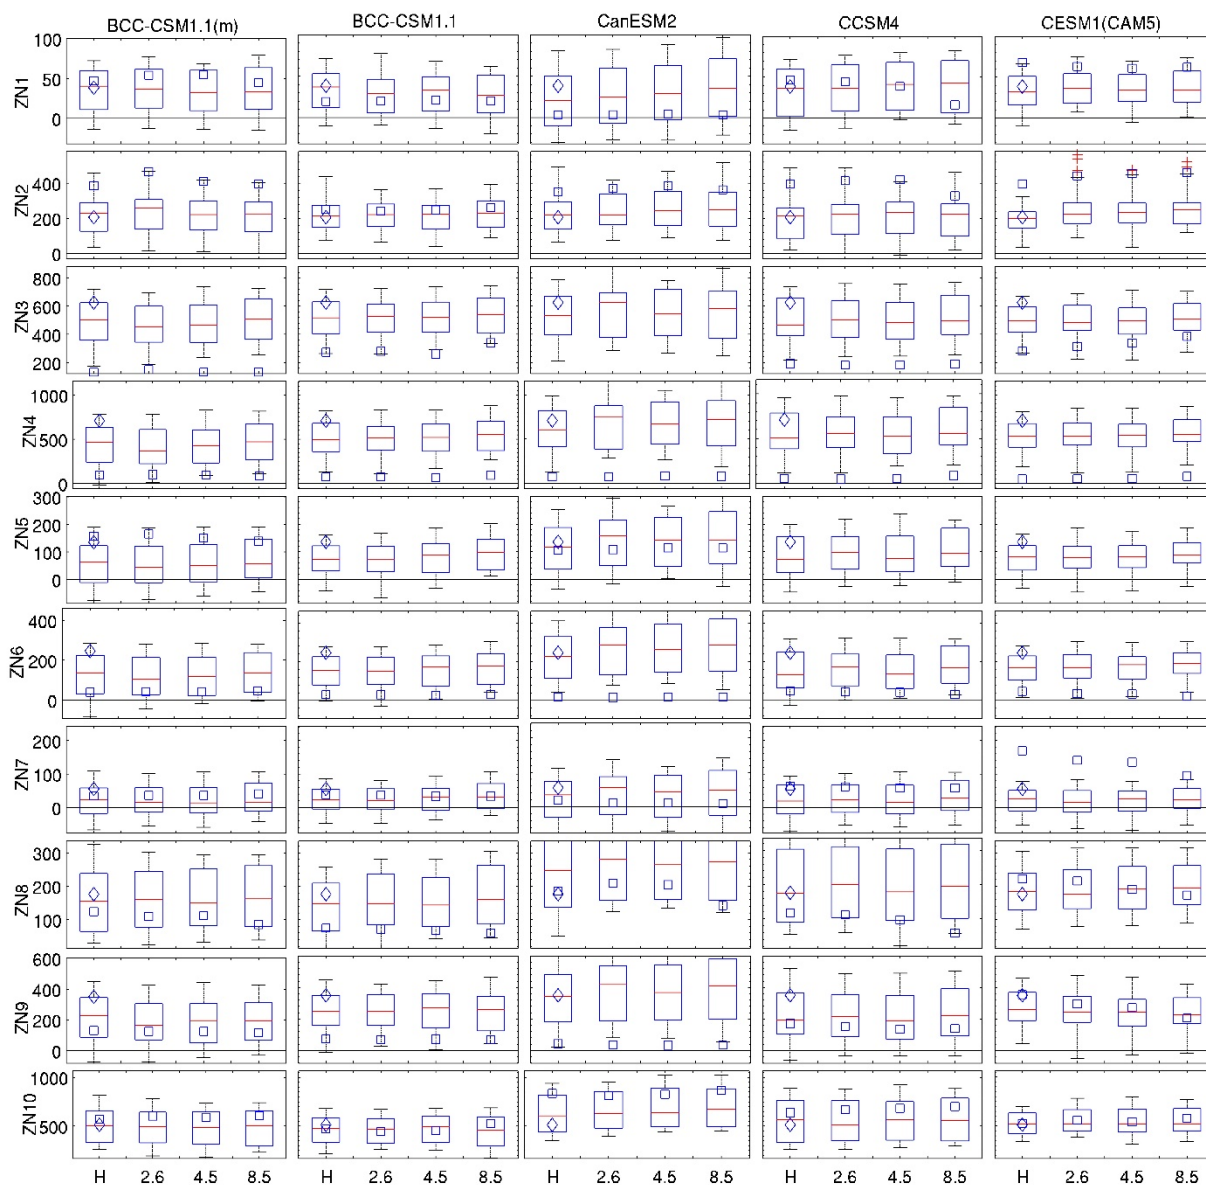 BCC-CSM1.1(m) BCC-CSM1.1 CanESM2 CCSM4 CESM1(CAM5)
ZN1 100 50 0
ZN2 400 200 0
ZN3 800 600 400 200
ZN4 1000 500 0
ZN5 300 200 100 0
ZN6 400 200 0
ZN7 200 100 0
ZN8 300 200 100
ZN9 600 400 200 0
ZN10 1000 500
H 2.6 4.5 8.5 H 2.6 4.5 8.5 H 2.6 4.5 8.5 H 2.6 4.5 8.5 H 2.6 4.5 8.5